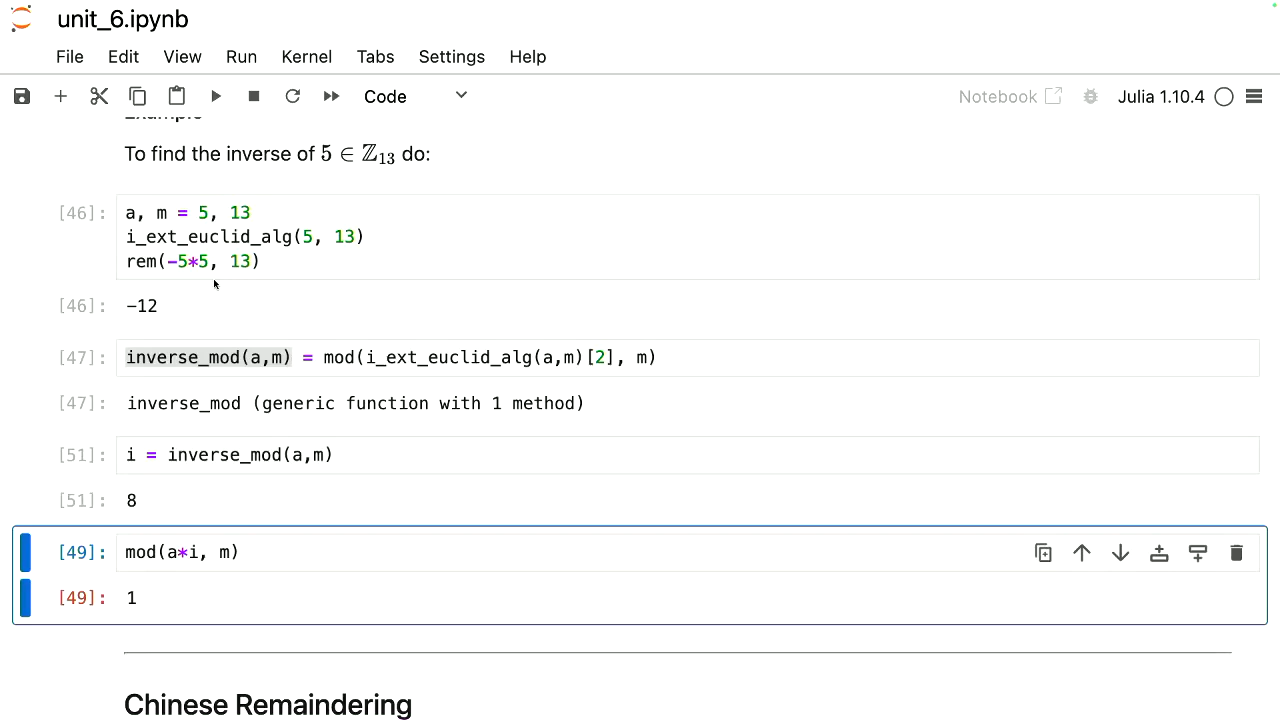 unit_6.ipynb
File Edit View Run Kernel Tabs Settings Help
Code Notebook Julia 1.10.4
Example
To find the inverse of 5 ∈ ℤ₁₃ do:
[46]: a, m = 5, 13
i_ext_euclid_alg(5, 13)
rem(-5*5, 13)
[46]: -12
[47]: inverse_mod(a,m) = mod(i_ext_euclid_alg(a,m)[2], m)
[47]: inverse_mod (generic function with 1 method)
[51]: i = inverse_mod(a,m)
[51]: 8
[49]: mod(a*i, m)
[49]: 1
Chinese Remaindering